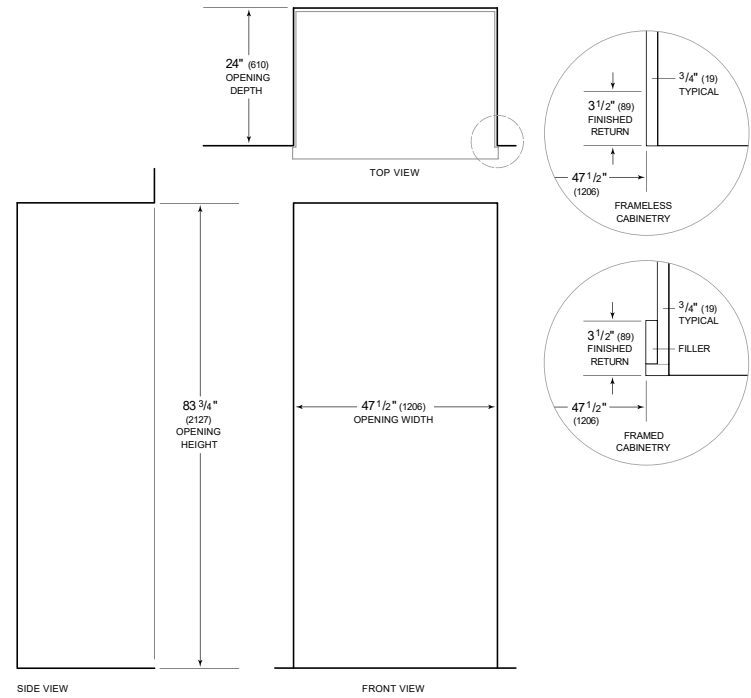 24" (610)
OPENING
DEPTH
TOP VIEW
3/4" (19)
TYPICAL
3 1/2" (89)
FINISHED
RETURN
47 1/2"
(1206)
FRAMELESS
CABINETRY
3/4" (19)
TYPICAL
3 1/2" (89)
FINISHED
RETURN
FILLER
47 1/2"
(1206)
FRAMED
CABINETRY
83 3/4"
(2127)
OPENING
HEIGHT
47 1/2" (1206)
OPENING WIDTH
SIDE VIEW
FRONT VIEW